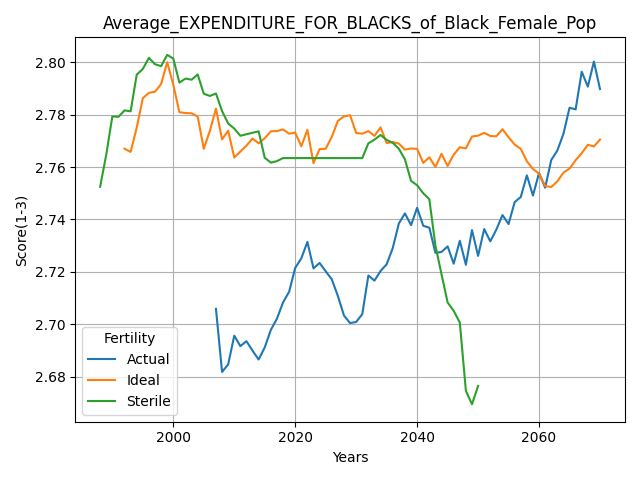 Average_EXPENDITURE_FOR_BLACKS_of_Black_Female_Pop
Score(1-3)
2.80
2.78
2.76
2.74
2.72
2.70
2.68
Fertility
Actual
Ideal
Sterile
2000
2020
2040
2060
Years